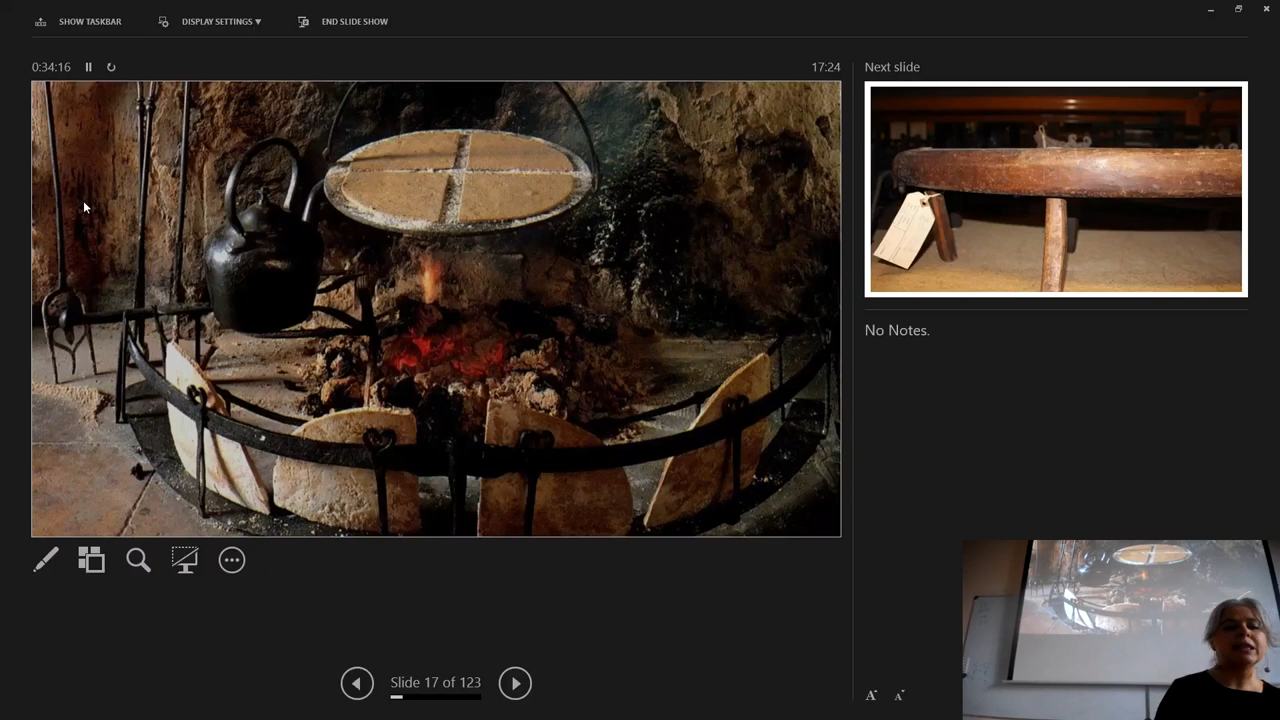 SHOW TASKBAR
DISPLAY SETTINGS ▾
END SLIDE SHOW
0:34:16
17:24
Next slide
No Notes.
Slide 17 of 123
A
A